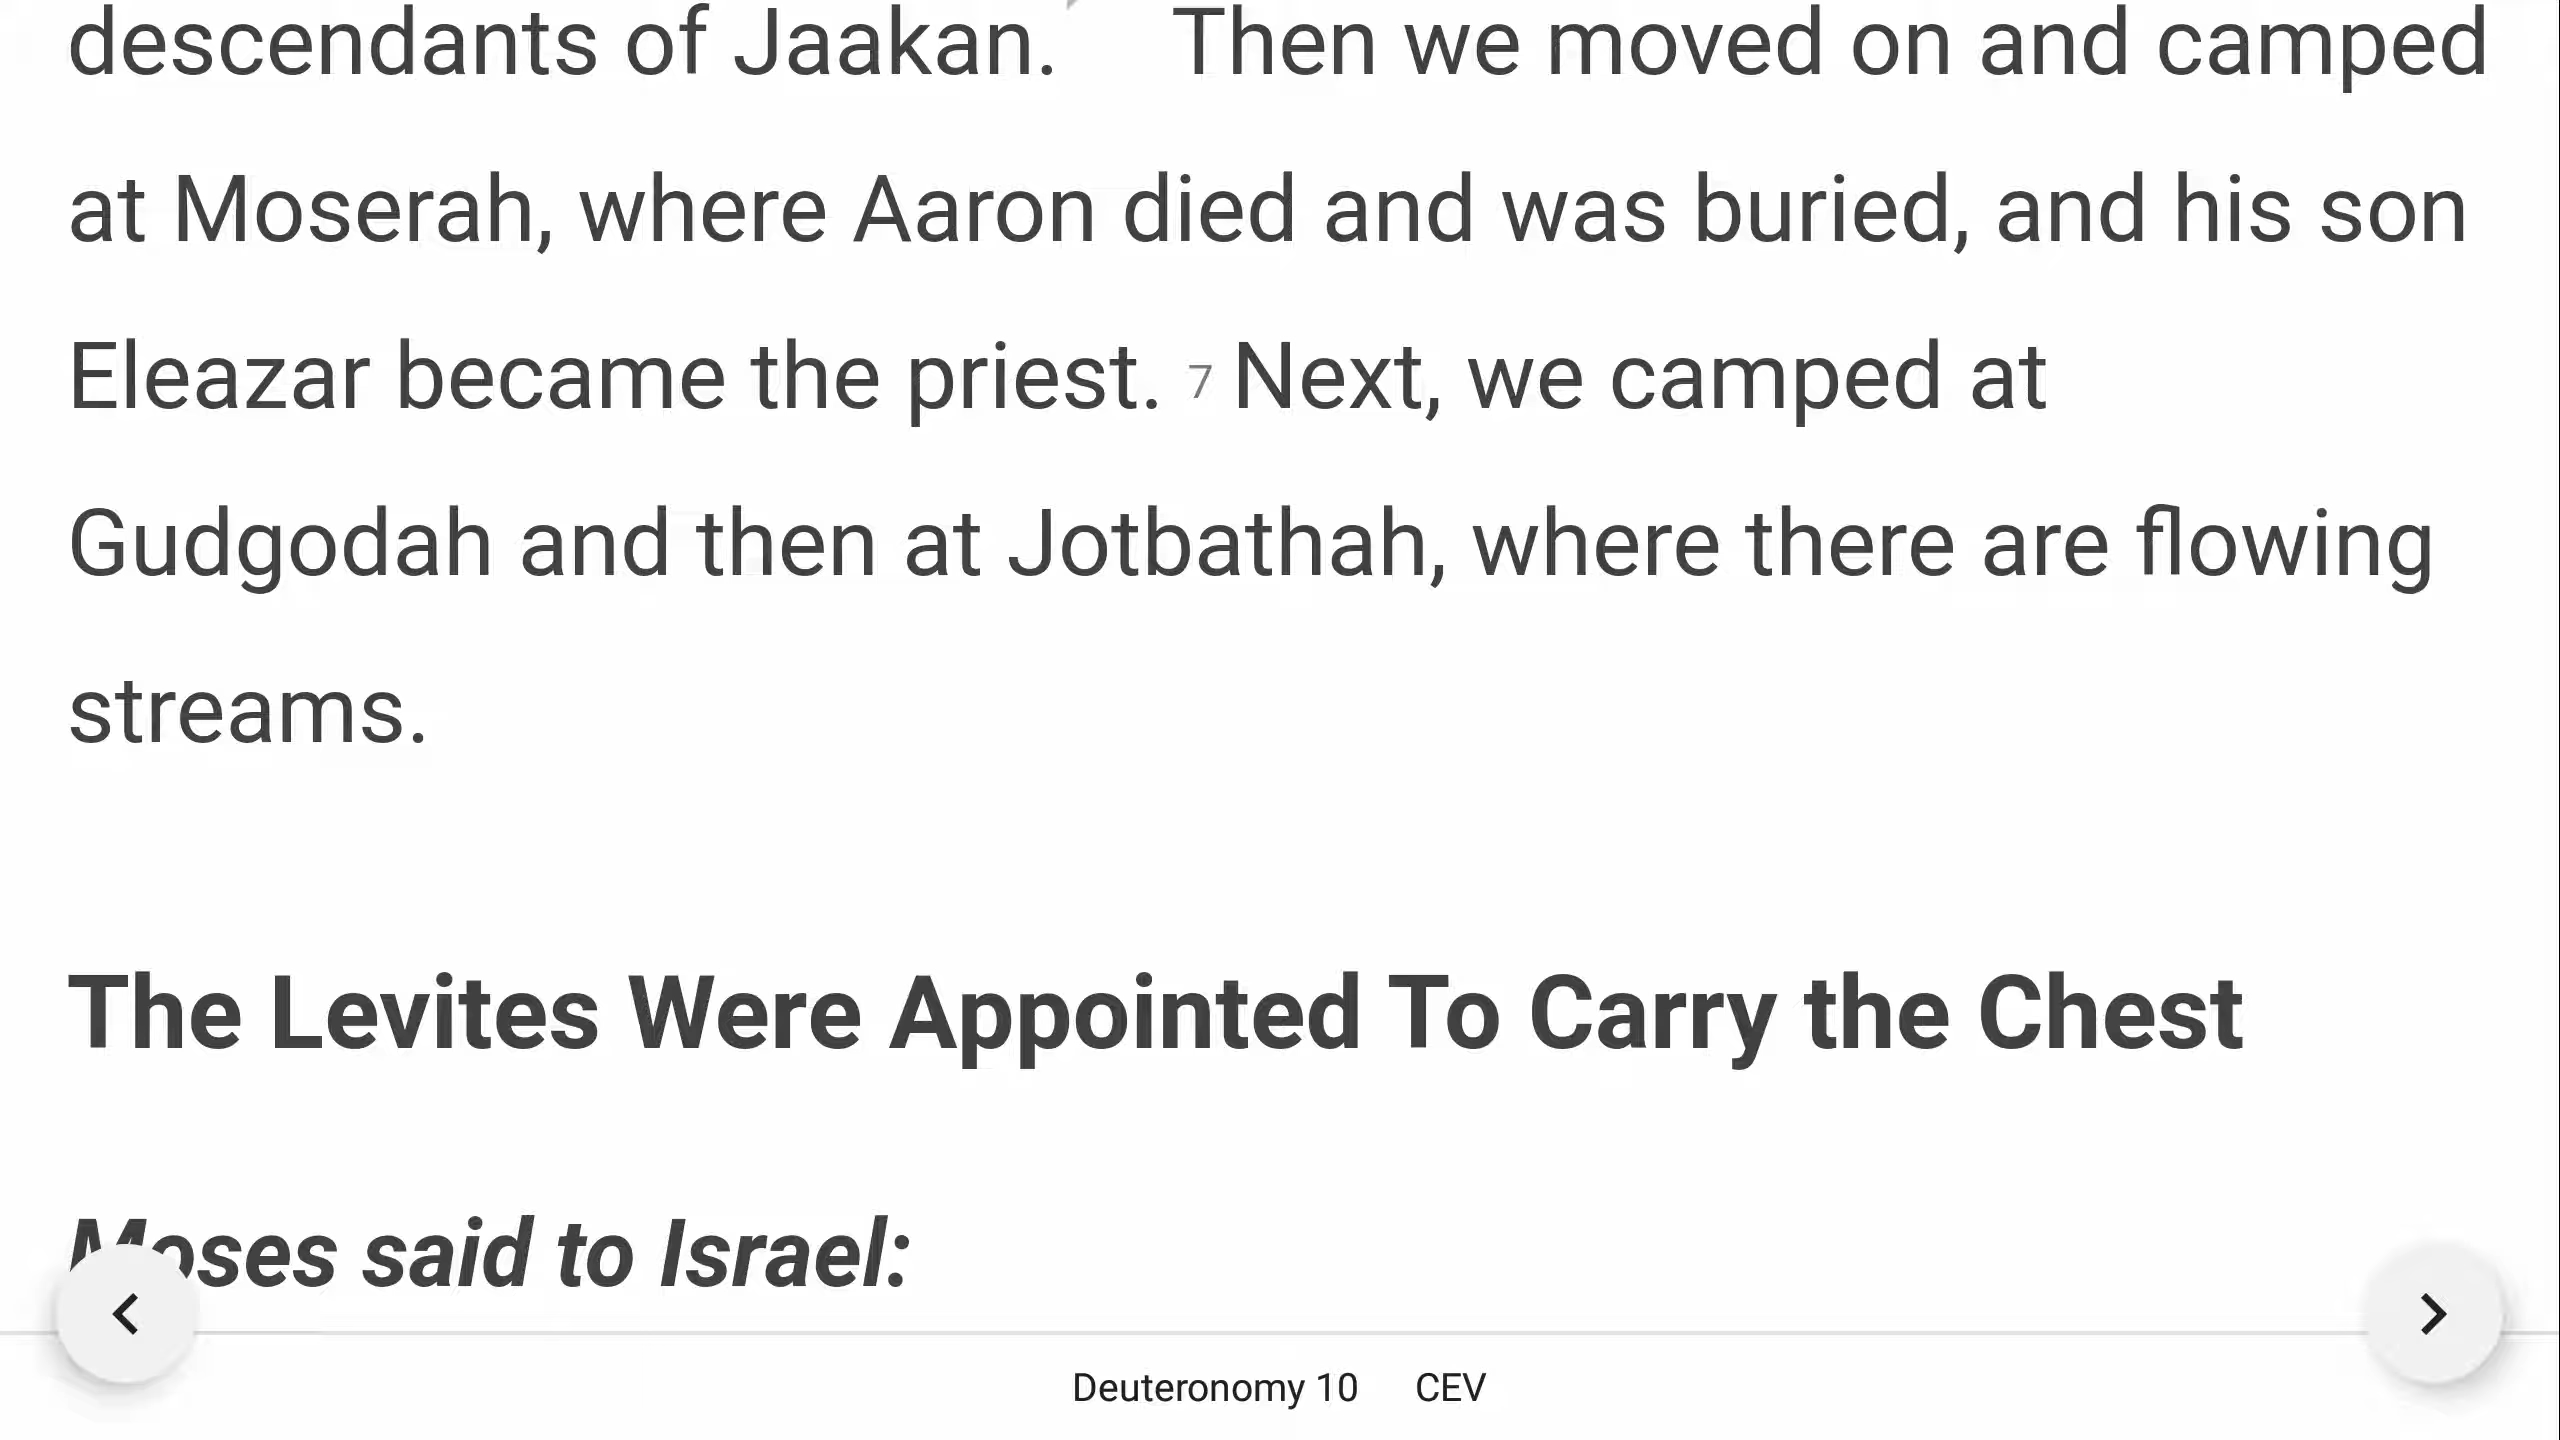 descendants of Jaakan. Then we moved on and camped
at Moserah, where Aaron died and was buried, and his son
Eleazar became the priest. 7 Next, we camped at
Gudgodah and then at Jotbathah, where there are flowing
streams.
The Levites Were Appointed To Carry the Chest
Moses said to Israel:
Deuteronomy 10 CEV